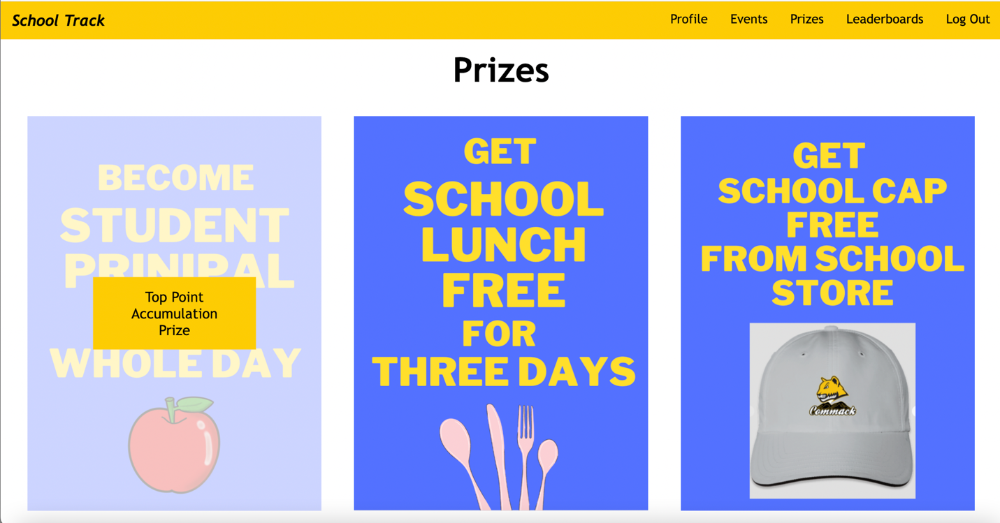 School Track
Profile Events Prizes Leaderboards Log Out
Prizes
BECOME
STUDENT
PRINIPAL
Top Point
Accumulation
Prize
WHOLE DAY
GET
SCHOOL
LUNCH
FREE
FOR
THREE DAYS
GET
SCHOOL CAP
FREE
FROM SCHOOL
STORE
Commack